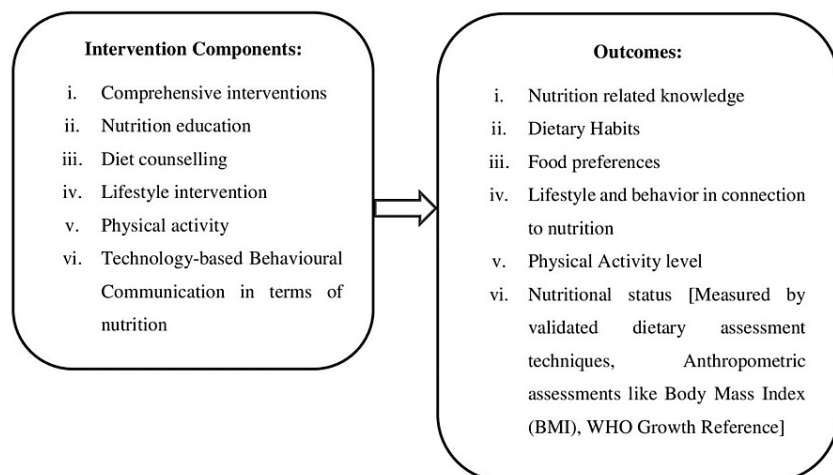 Intervention Components:
i. Comprehensive interventions
ii. Nutrition education
iii. Diet counselling
iv. Lifestyle intervention
v. Physical activity
vi. Technology-based Behavioural
Communication in terms of
nutrition
Outcomes:
i. Nutrition related knowledge
ii. Dietary Habits
iii. Food preferences
iv. Lifestyle and behavior in connection
to nutrition
v. Physical Activity level
vi. Nutritional status [Measured by
validated dietary assessment
techniques, Anthropometric
assessments like Body Mass Index
(BMI), WHO Growth Reference]